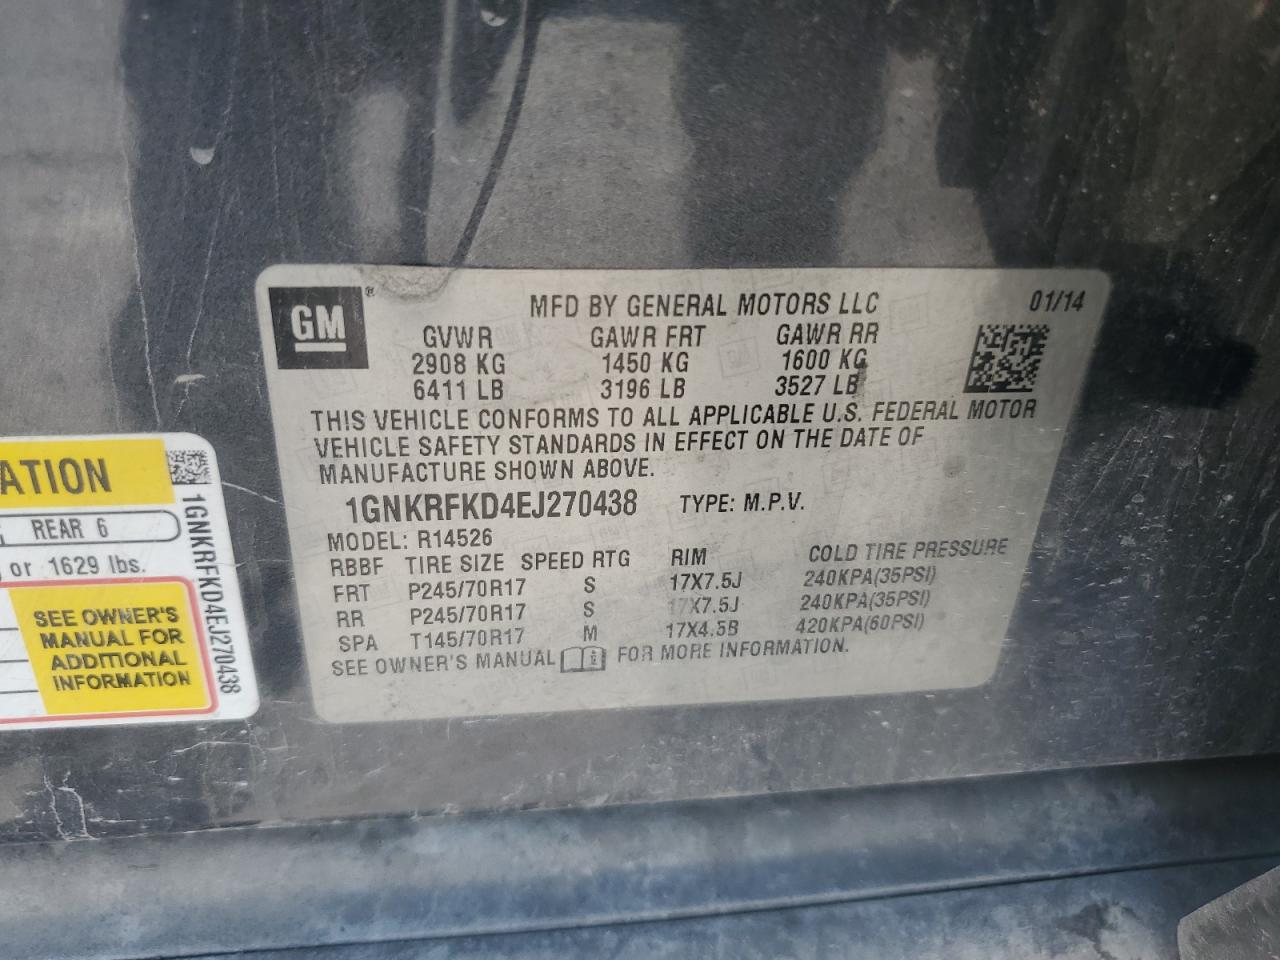 GM®
MFD BY GENERAL MOTORS LLC 01/14
GVWR GAWR FRT GAWR RR
2908 KG 1450 KG 1600 KG
6411 LB 3196 LB 3527 LB
THIS VEHICLE CONFORMS TO ALL APPLICABLE U.S. FEDERAL MOTOR
VEHICLE SAFETY STANDARDS IN EFFECT ON THE DATE OF
MANUFACTURE SHOWN ABOVE.
1GNKRFKD4EJ270438 TYPE: M.P.V.
MODEL: R14526
RBBF TIRE SIZE SPEED RTG RIM COLD TIRE PRESSURE
FRT P245/70R17 S 17X7.5J 240KPA(35PSI)
RR P245/70R17 S 17X7.5J 240KPA(35PSI)
SPA T145/70R17 M 17X4.5B 420KPA(60PSI)
SEE OWNER'S MANUAL FOR MORE INFORMATION.
ATION
REAR 6
or 1629 lbs.
SEE OWNER'S
MANUAL FOR
ADDITIONAL
INFORMATION
1GNKRFKD4EJ270438